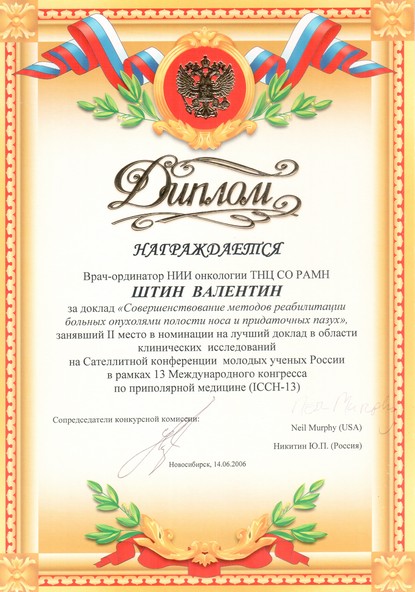 Диплом
НАГРАЖДАЕТСЯ
Врач-ординатор НИИ онкологии ТНЦ СО РАМН
ШТИН ВАЛЕНТИН
за доклад «Совершенствование методов реабилитации
больных опухолями полости носа и придаточных пазух»,
занявший II место в номинации на лучший доклад в области
клинических исследований
на Сателлитной конференции молодых ученых России
в рамках 13 Международного конгресса
по приполярной медицине (ICCH-13)
Neil Murphy
Сопредседатели конкурсной комиссии:
Neil Murphy (USA)
Никитин Ю.П. (Россия)
Новосибирск, 14.06.2006